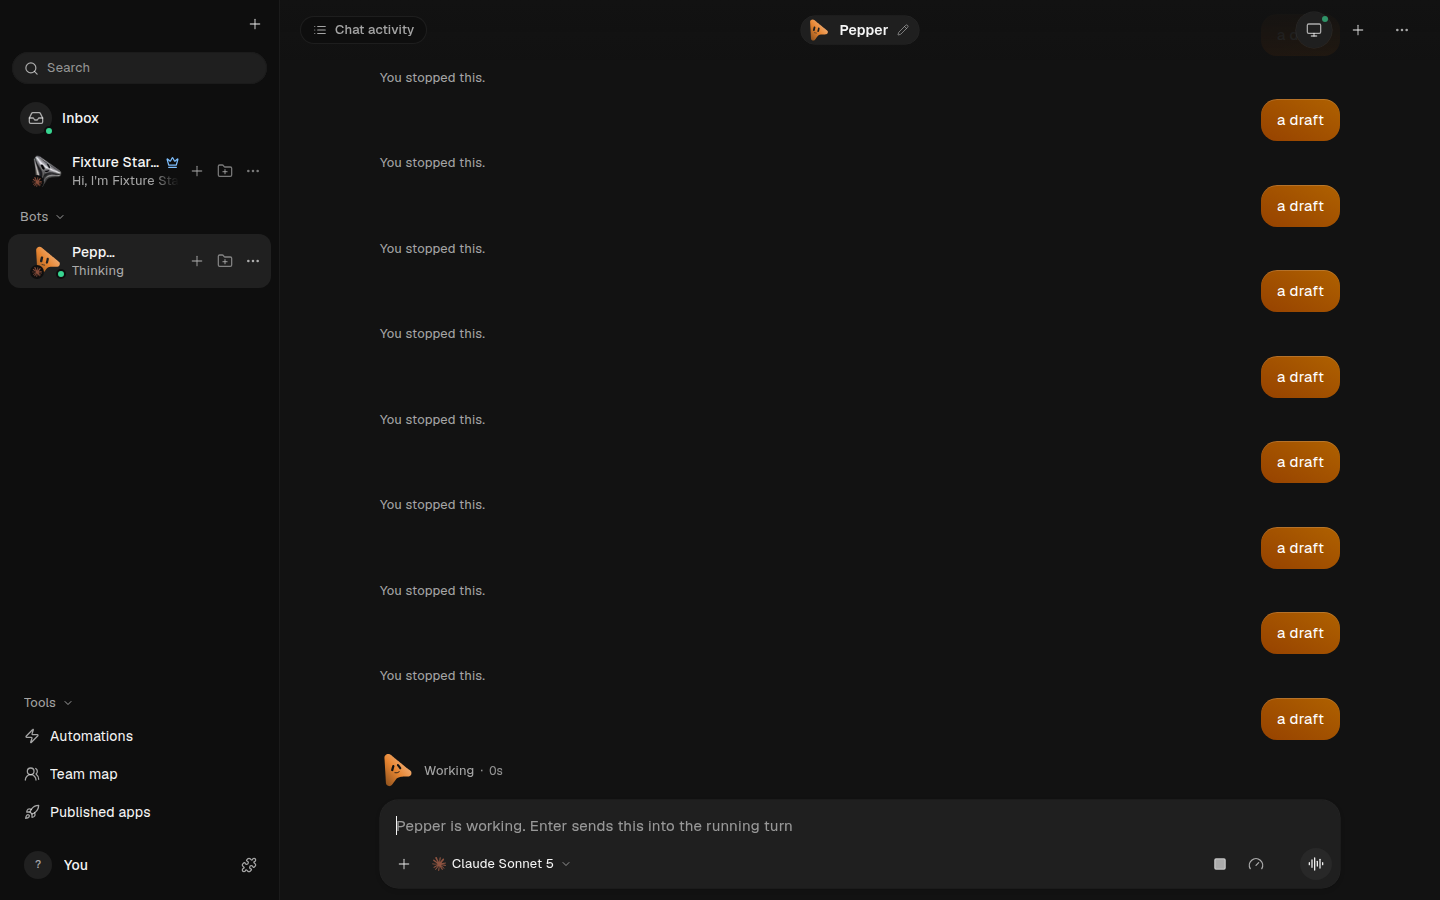 Chat activity
Pepper
Search
Inbox
Fixture Star...
Hi, I'm Fixture Sta
Bots
Pepp...
Thinking
Tools
Automations
Team map
Published apps
?
You
a d
You stopped this.
a draft
You stopped this.
a draft
You stopped this.
a draft
You stopped this.
a draft
You stopped this.
a draft
You stopped this.
a draft
You stopped this.
a draft
You stopped this.
a draft
Working · 0s
Pepper is working. Enter sends this into the running turn
Claude Sonnet 5